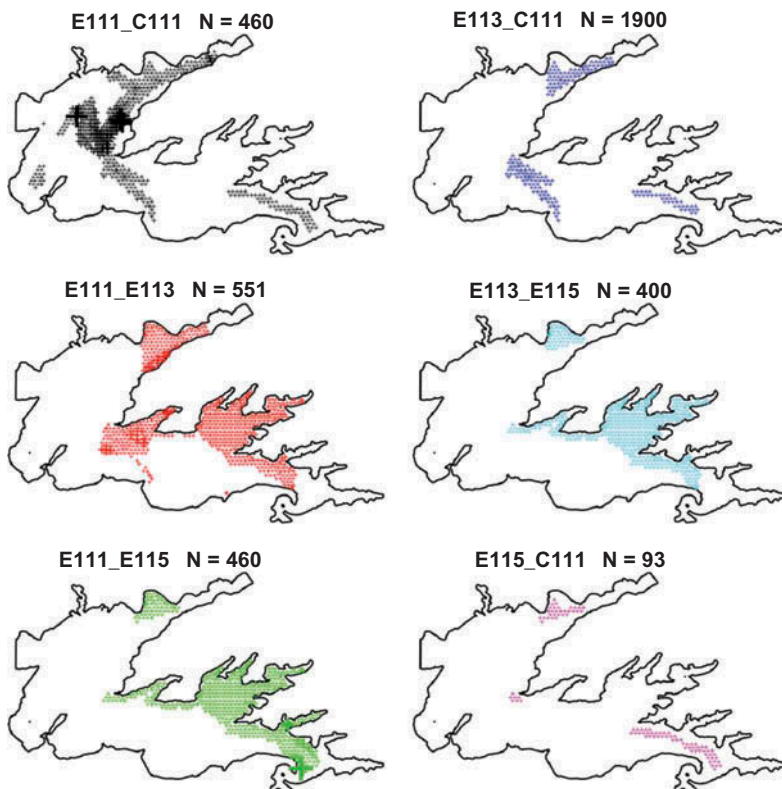 E111_C111 N = 460
E113_C111 N = 1900
E111_E113 N = 551
E113_E115 N = 400
E111_E115 N = 460
E115_C111 N = 93